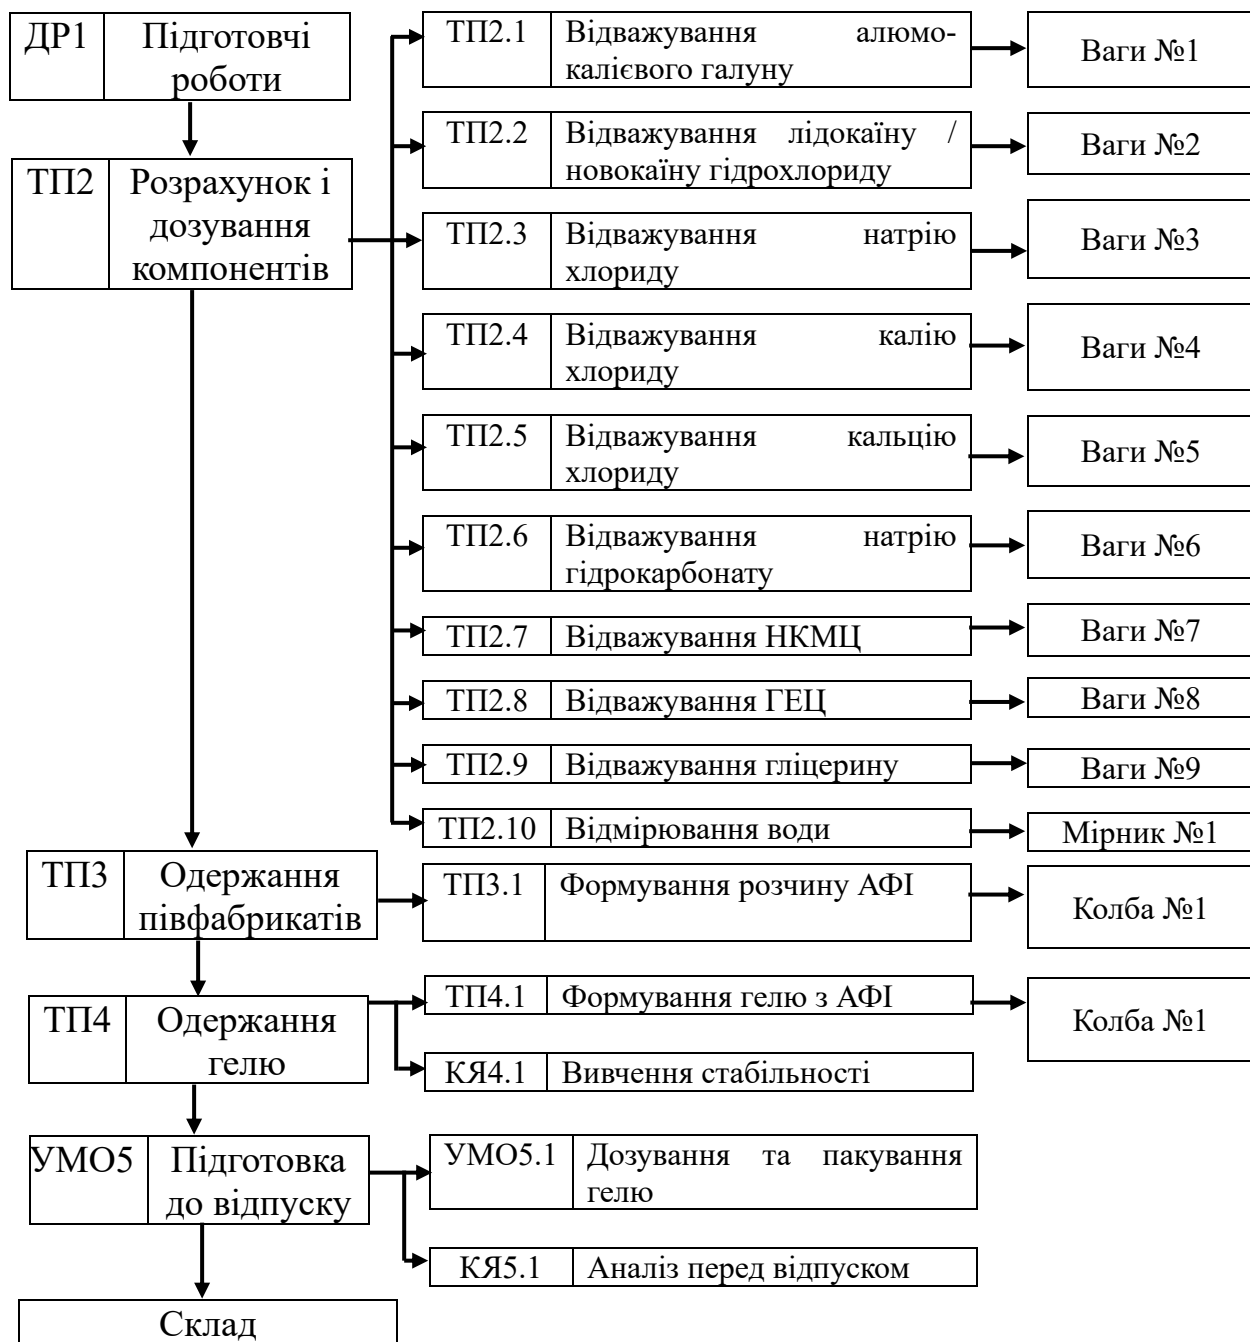 ДР1 Підготовчі
роботи
ТП2 Розрахунок і
дозування
компонентів
ТП2.1 Відважування алюмо-
калієвого галуну
Ваги №1
ТП2.2 Відважування лідокаїну /
новокаїну гідрохлориду
Ваги №2
ТП2.3 Відважування натрію
хлориду
Ваги №3
ТП2.4 Відважування калію
хлориду
Ваги №4
ТП2.5 Відважування кальцію
хлориду
Ваги №5
ТП2.6 Відважування натрію
гідрокарбонату
Ваги №6
ТП2.7 Відважування НКМЦ
Ваги №7
ТП2.8 Відважування ГЕЦ
Ваги №8
ТП2.9 Відважування гліцерину
Ваги №9
ТП2.10 Відмірювання води
Мірник №1
ТП3 Одержання
півфабрикатів
ТП3.1 Формування розчину АФІ
Колба №1
ТП4 Одержання
гелю
ТП4.1 Формування гелю з АФІ
Колба №1
КЯ4.1 Вивчення стабільності
УМО5 Підготовка
до відпуску
УМО5.1 Дозування та пакування
гелю
КЯ5.1 Аналіз перед відпуском
Склад